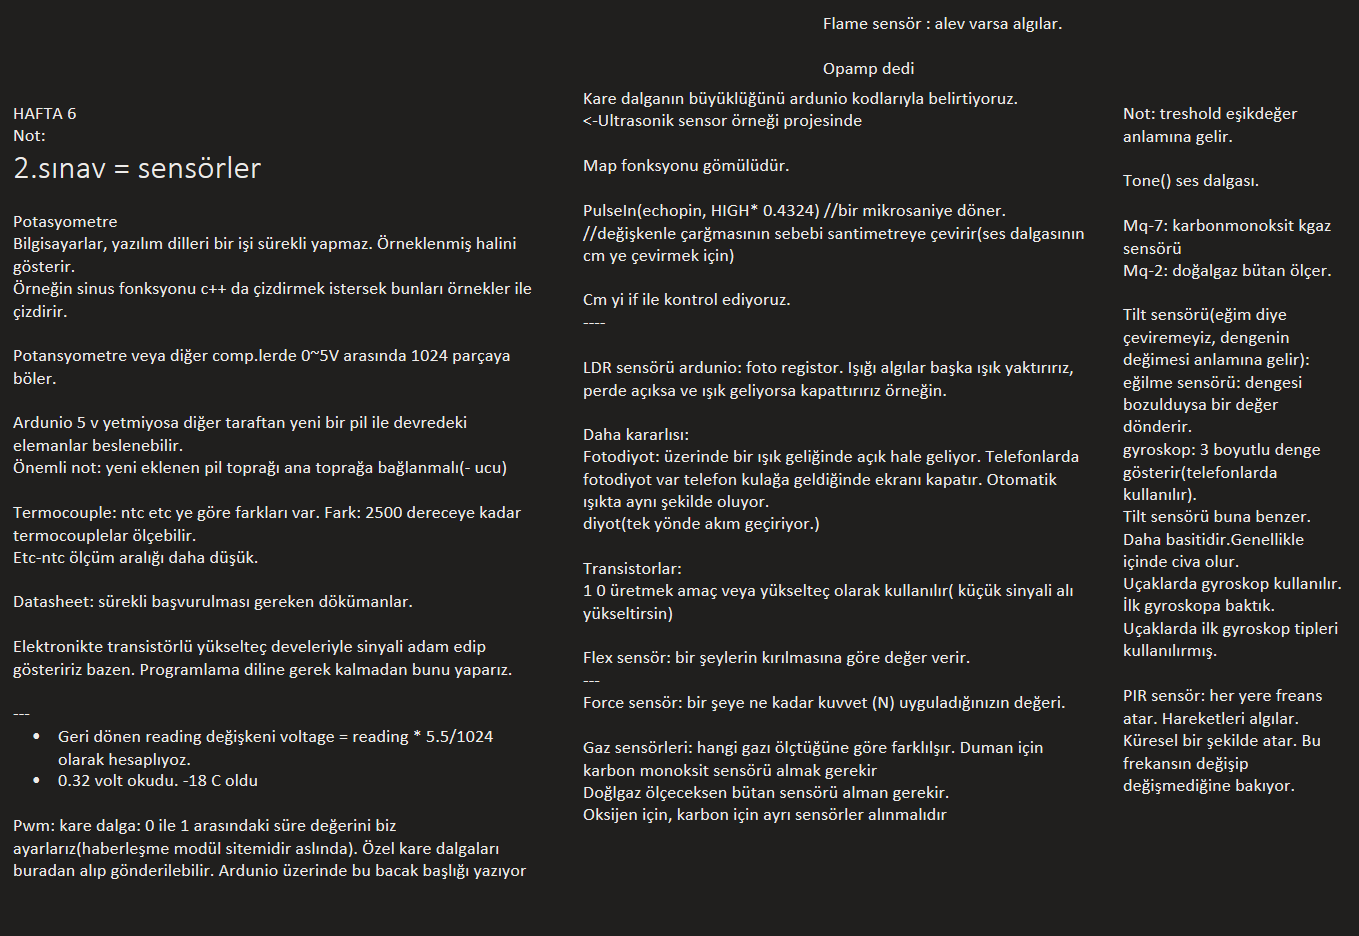 HAFTA 6
Not:
2.sınav = sensörler
Potasyometre
Bilgisayarlar, yazılım dilleri bir işi sürekli yapmaz. Örneklenmiş halini
gösterir.
Örneğin sinus fonksyonu c++ da çizdirmek istersek bunları örnekler ile
çizdirir.
Potansyometre veya diğer comp.lerde 0~5V arasında 1024 parçaya
böler.
Ardunio 5 v yetmiyosa diğer taraftan yeni bir pil ile devredeki
elemanlar beslenebilir.
Önemli not: yeni eklenen pil toprağı ana toprağa bağlanmalı(- ucu)
Termocouple: ntc etc ye göre farkları var. Fark: 2500 dereceye kadar
termocouplelar ölçebilir.
Etc-ntc ölçüm aralığı daha düşük.
Datasheet: sürekli başvurulması gereken dökümanlar.
Elektronikte transistörlü yükselteç develeriyle sinyali adam edip
gösteririz bazen. Programlama diline gerek kalmadan bunu yaparız.
---
• Geri dönen reading değişkeni voltage = reading * 5.5/1024
olarak hesaplıyoz.
• 0.32 volt okudu. -18 C oldu
Pwm: kare dalga: 0 ile 1 arasındaki süre değerini biz
ayarlarız(haberleşme modül sitemidir aslında). Özel kare dalgaları
buradan alıp gönderilebilir. Ardunio üzerinde bu bacak başlığı yazıyor
Flame sensör : alev varsa algılar.
Opamp dedi
Kare dalganın büyüklüğünü ardunio kodlarıyla belirtiyoruz.
<-Ultrasonik sensor örneği projesinde
Map fonksyonu gömülüdür.
PulseIn(echopin, HIGH* 0.4324) //bir mikrosaniye döner.
//değişkenle çarğmasının sebebi santimetreye çevirir(ses dalgasının
cm ye çevirmek için)
Cm yi if ile kontrol ediyoruz.
----
LDR sensörü ardunio: foto registor. Işığı algılar başka ışık yaktırırız,
perde açıksa ve ışık geliyorsa kapattırırız örneğin.
Daha kararlısı:
Fotodiyot: üzerinde bir ışık geliğinde açık hale geliyor. Telefonlarda
fotodiyot var telefon kulağa geldiğinde ekranı kapatır. Otomatik
ışıkta aynı şekilde oluyor.
diyot(tek yönde akım geçiriyor.)
Transistorlar:
1 0 üretmek amaç veya yükselteç olarak kullanılır( küçük sinyali alı
yükseltirsin)
Flex sensör: bir şeylerin kırılmasına göre değer verir.
---
Force sensör: bir şeye ne kadar kuvvet (N) uyguladığınızın değeri.
Gaz sensörleri: hangi gazı ölçtüğüne göre farklılşır. Duman için
karbon monoksit sensörü almak gerekir
Doğlgaz ölçeceksen bütan sensörü alman gerekir.
Oksijen için, karbon için ayrı sensörler alınmalıdır
Not: treshold eşikdeğer
anlamına gelir.
Tone() ses dalgası.
Mq-7: karbonmonoksit kgaz
sensörü
Mq-2: doğalgaz bütan ölçer.
Tilt sensörü(eğim diye
çeviremeyiz, dengenin
değimesi anlamına gelir):
eğilme sensörü: dengesi
bozulduysa bir değer
dönderir.
gyroskop: 3 boyutlu denge
gösterir(telefonlarda
kullanılır).
Tilt sensörü buna benzer.
Daha basitidir.Genellikle
içinde civa olur.
Uçaklarda gyroskop kullanılır.
İlk gyroskopa baktık.
Uçaklarda ilk gyroskop tipleri
kullanılırmış.
PIR sensör: her yere freans
atar. Hareketleri algılar.
Küresel bir şekilde atar. Bu
frekansın değişip
değişmediğine bakıyor.